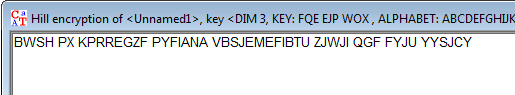 Hill encryption of <Unnamed1>, key <DIM 3, KEY: FQE EJP WOX , ALPHABET: ABCDEFGHIJK
BWSH PX KPRREGZF PYFIANA VBSJEMEFIBTU ZJWJI QGF FYJU YYSJCY